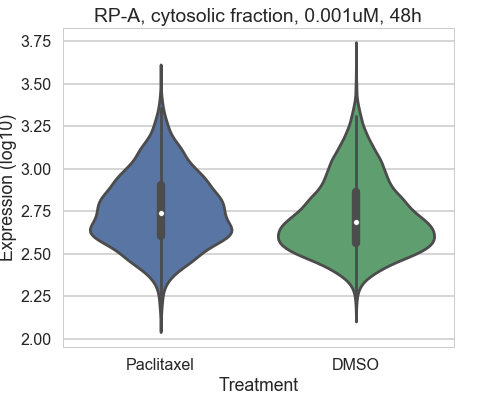 RP-A, cytosolic fraction, 0.001uM, 48h
3.75
3.50
3.25
3.00
2.75
2.50
2.25
2.00
Expression (log10)
Paclitaxel
DMSO
Treatment